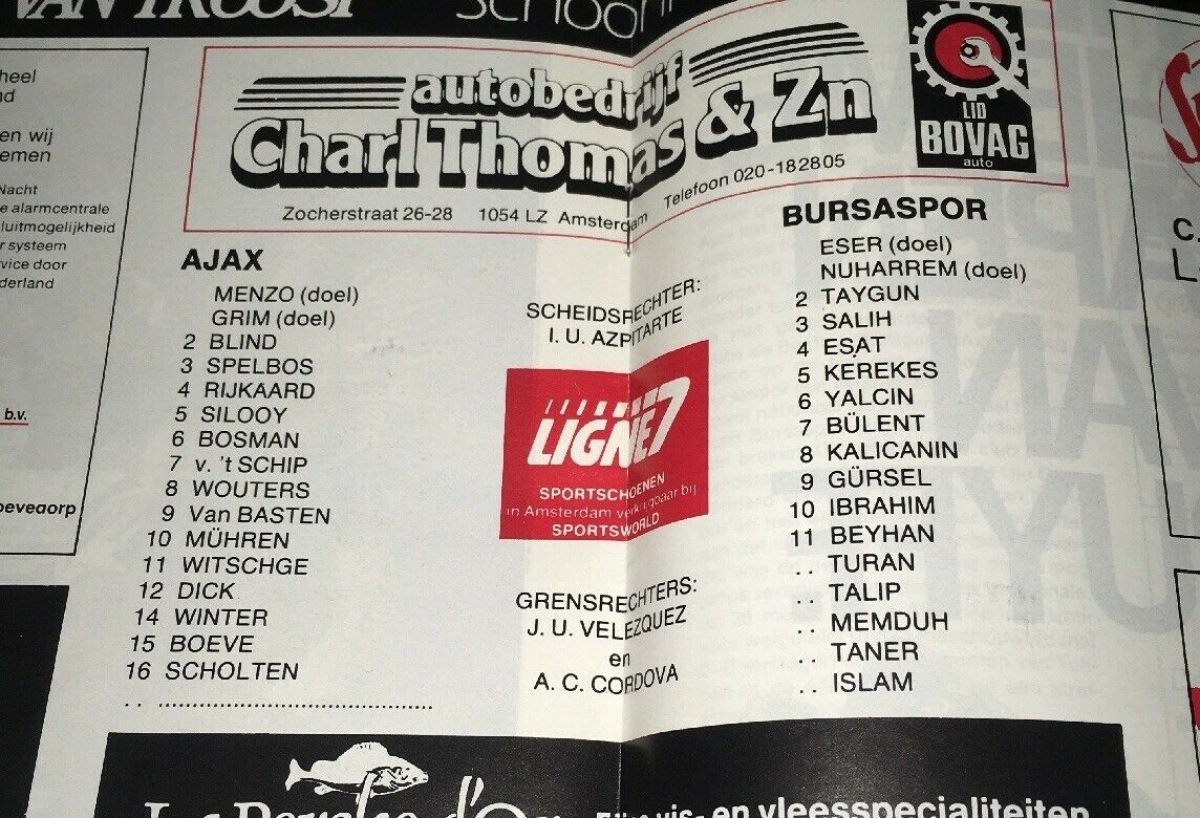 VAN TROOST
SCHOON
heel
nd
en wij
emen
Nacht
e alarmcentrale
luitmogelijkheid
r systeem
vice door
derland
b.v.
autobedrijf
Charl Thomas & Zn
Zocherstraat 26-28 1054 LZ Amsterdam Telefoon 020-182805
LID
BOVAG
auto
AJAX
MENZO (doel)
GRIM (doel)
2 BLIND
3 SPELBOS
4 RIJKAARD
5 SILOOY
6 BOSMAN
7 v. 't SCHIP
8 WOUTERS
9 Van BASTEN
10 MÜHREN
11 WITSCHGE
12 DICK
14 WINTER
15 BOEVE
16 SCHOLTEN
. . ............................................
SCHEIDSRECHTER:
I. U. AZPITARTE
LIGNE 7
SPORTSCHOENEN
in Amsterdam verkrijgbaar bij
SPORTSWORLD
GRENSRECHTERS:
J. U. VELEZQUEZ
en
A. C. CORDOVA
BURSASPOR
ESER (doel)
NUHARREM (doel)
2 TAYGUN
3 SALIH
4 ESAT
5 KEREKES
6 YALCIN
7 BÜLENT
8 KALICANIN
9 GÜRSEL
10 IBRAHIM
11 BEYHAN
. . TURAN
. . TALIP
. . MEMDUH
. . TANER
. . ISLAM
C.
en vleesspecialiteiten